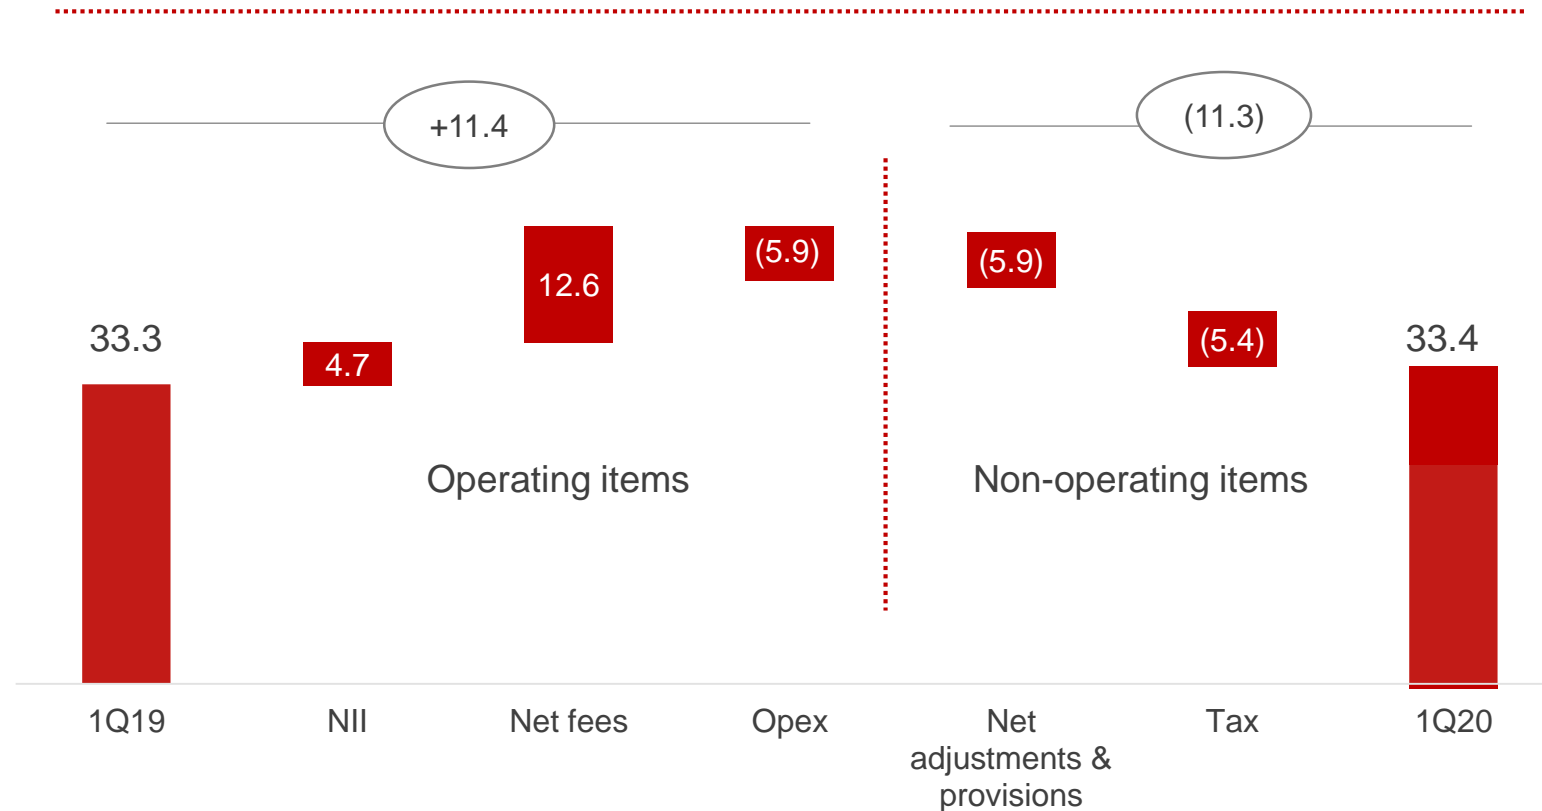 +11.4
(11.3)
33.3
4.7
12.6
(5.9)
(5.9)
(5.4)
33.4
Operating items
Non-operating items
1Q19
NII
Net fees
Opex
Net
adjustments &
provisions
Tax
1Q20